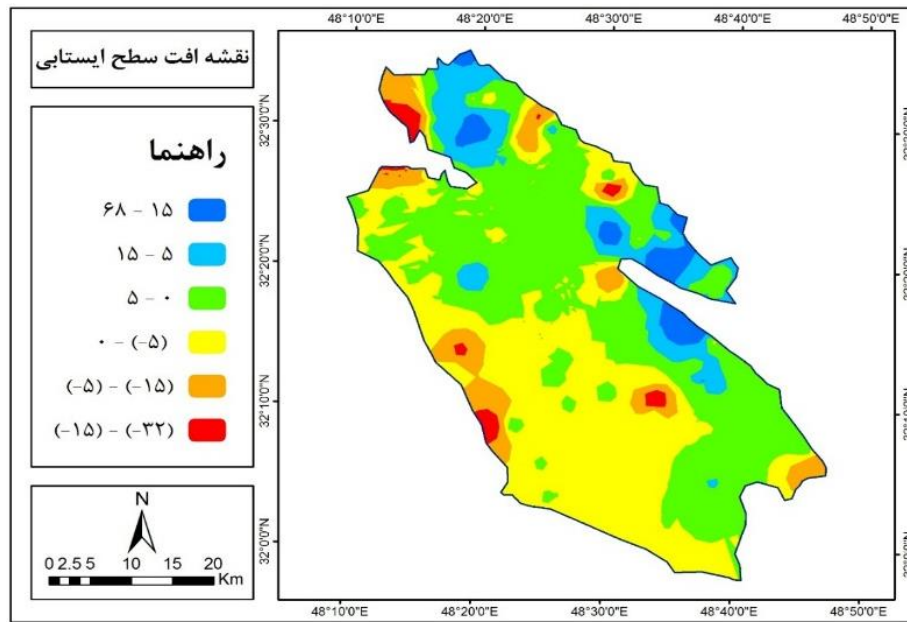 نقشه افت سطح ایستابی
راهنما
۶۸ – ۱۵
۱۵ – ۵
۵ – ۰
۰ – (–۵)
(–۵) – (–۱۵)
(–۱۵) – (–۳۲)
N
0 2.5 5 10 15 20
Km
48°10'0"E 48°20'0"E 48°30'0"E 48°40'0"E 48°50'0"E
32°30'0"N
32°20'0"N
32°10'0"N
32°0'0"N
48°10'0"E 48°20'0"E 48°30'0"E 48°40'0"E 48°50'0"E